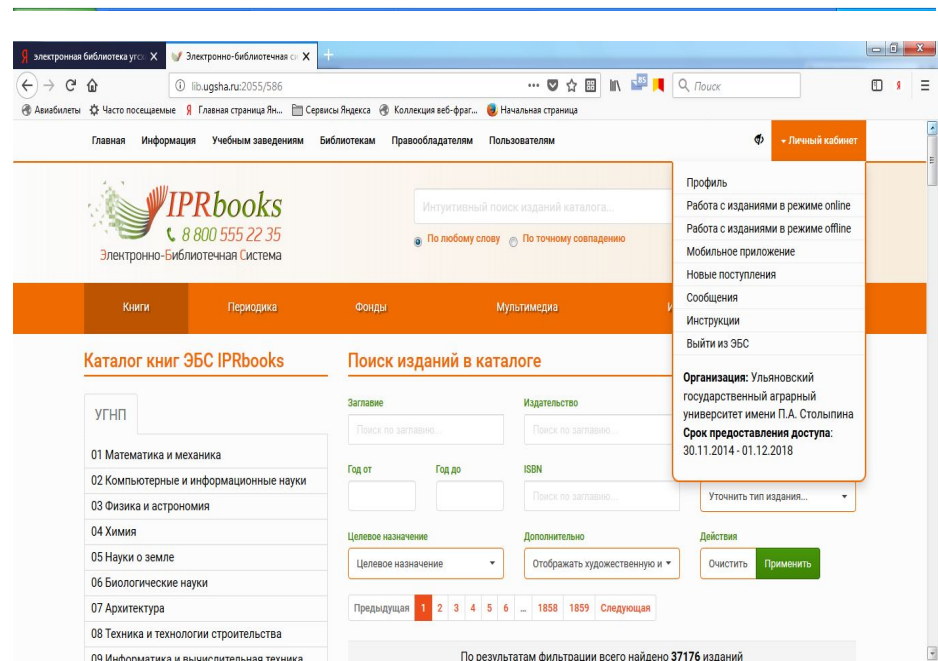 Я электронная библиотека угс X
Электронно-библиотечная си X
lib.ugsha.ru:2055/586
Поиск
Авиабилеты Часто посещаемые Я Главная страница Ян... Сервисы Яндекса Коллекция веб-фраг... Начальная страница
Главная Информация Учебным заведениям Библиотекам Правообладателям Пользователям Личный кабинет
Профиль
Работа с изданиями в режиме online
Работа с изданиями в режиме offline
Мобильное приложение
Новые поступления
Сообщения
Инструкции
Выйти из ЭБС
Организация: Ульяновский
государственный аграрный
университет имени П.А. Столыпина
Срок предоставления доступа:
30.11.2014 - 01.12.2018
IPRbooks
8 800 555 22 35
Электронно-Библиотечная Система
Интуитивный поиск изданий каталога...
По любому слову По точному совпадению
Книги Периодика Фонды Мультимедиа И
Каталог книг ЭБС IPRbooks
УГНП
01 Математика и механика
02 Компьютерные и информационные науки
03 Физика и астрономия
04 Химия
05 Науки о земле
06 Биологические науки
07 Архитектура
08 Техника и технологии строительства
09 Информатика и вычислительная техника
Поиск изданий в каталоге
Заглавие Издательство
Поиск по заглавию... Поиск по заглавию...
Год от Год до ISBN
Поиск по заглавию... Уточнить тип издания...
Целевое назначение Дополнительно Действия
Целевое назначение Отображать художественную и Очистить Применить
Предыдущая 1 2 3 4 5 6 ... 1858 1859 Следующая
По результатам фильтрации всего найдено 37176 изданий